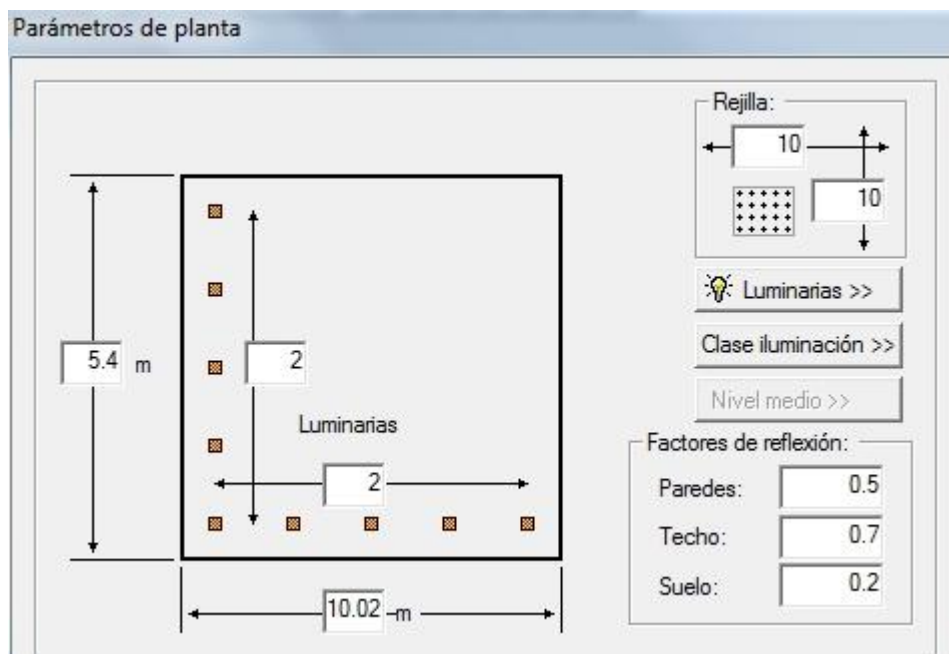 Parámetros de planta
Rejilla:
10
10
Luminarias >>
Clase iluminación >>
Nivel medio >>
5.4 m
2
Luminarias
2
10.02 m
Factores de reflexión:
Paredes: 0.5
Techo: 0.7
Suelo: 0.2